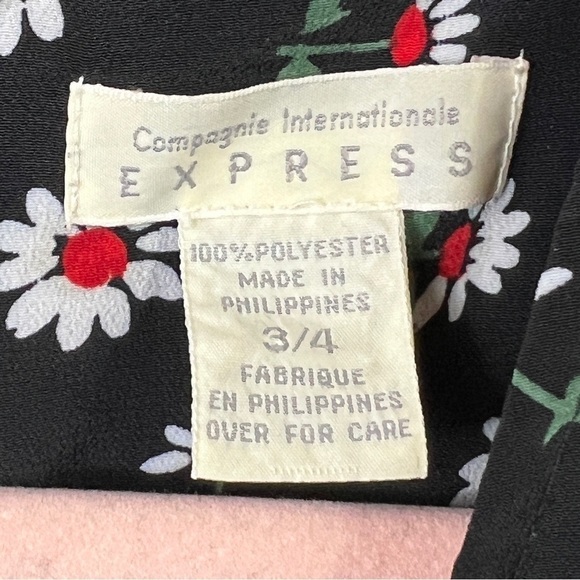 Compagnie Internationale
EXPRESS
100% POLYESTER
MADE IN
PHILIPPINES
3/4
FABRIQUE
EN PHILIPPINES
OVER FOR CARE